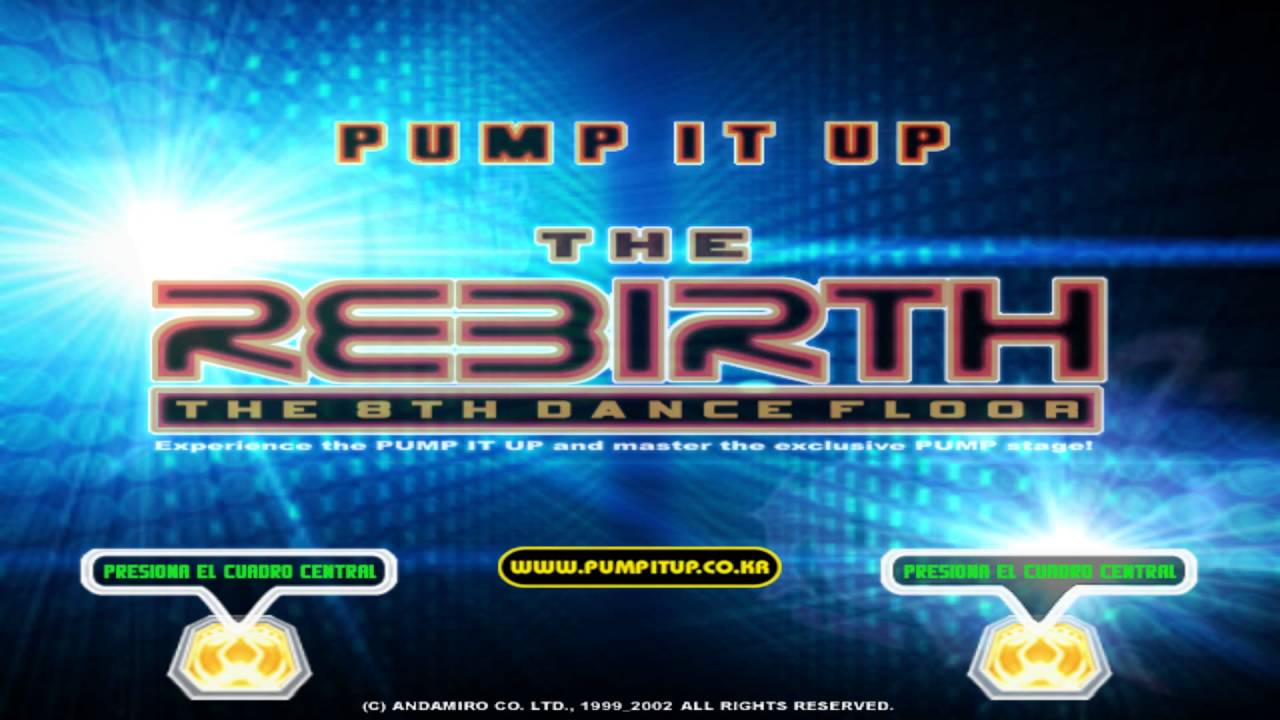 PUMP IT UP
THE
REBIRTH
THE 8TH DANCE FLOOR
Experience the PUMP IT UP and master the exclusive PUMP stage!
PRESIONA EL CUADRO CENTRAL
WWW.PUMPITUP.CO.KR
PRESIONA EL CUADRO CENTRAL
(C) ANDAMIRO CO. LTD., 1999_2002 ALL RIGHTS RESERVED.